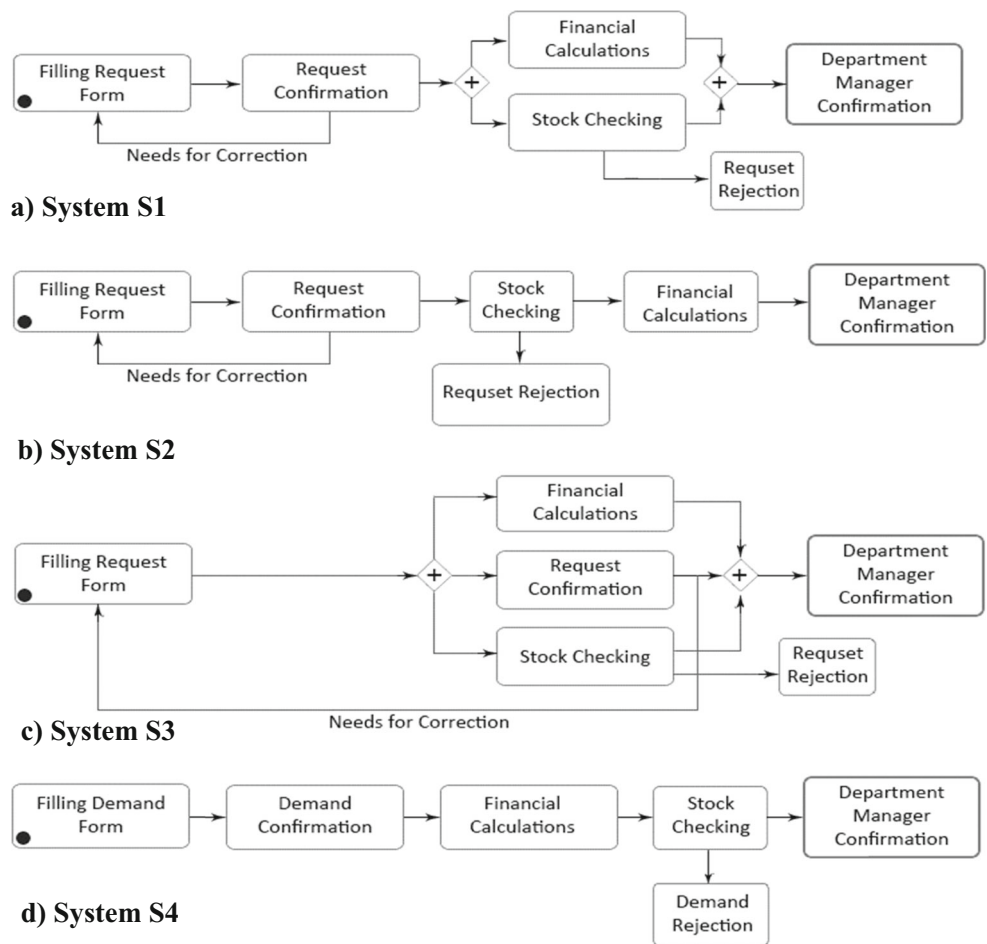 Filling Request
Form
Request
Confirmation
+
Financial
Calculations
Stock Checking
+
Department
Manager
Confirmation
Needs for Correction
Requset
Rejection
a) System S1
Filling Request
Form
Request
Confirmation
Stock
Checking
Financial
Calculations
Department
Manager
Confirmation
Needs for Correction
Requset Rejection
b) System S2
Filling Request
Form
+
Financial
Calculations
Request
Confirmation
Stock Checking
+
Department
Manager
Confirmation
Requset
Rejection
Needs for Correction
c) System S3
Filling Demand
Form
Demand
Confirmation
Financial
Calculations
Stock
Checking
Department
Manager
Confirmation
Demand
Rejection
d) System S4